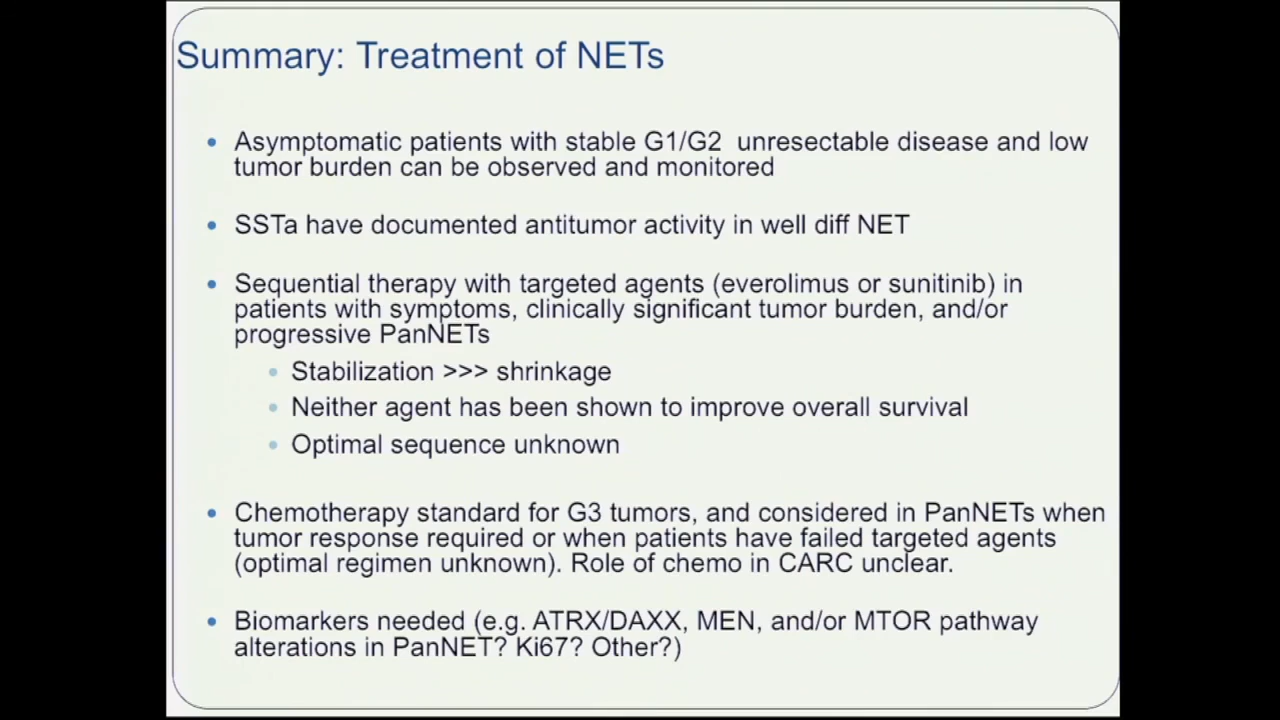 Summary: Treatment of NETs
• Asymptomatic patients with stable G1/G2 unresectable disease and low
tumor burden can be observed and monitored
• SSTa have documented antitumor activity in well diff NET
• Sequential therapy with targeted agents (everolimus or sunitinib) in
patients with symptoms, clinically significant tumor burden, and/or
progressive PanNETs
• Stabilization >>> shrinkage
• Neither agent has been shown to improve overall survival
• Optimal sequence unknown
• Chemotherapy standard for G3 tumors, and considered in PanNETs when
tumor response required or when patients have failed targeted agents
(optimal regimen unknown). Role of chemo in CARC unclear.
• Biomarkers needed (e.g. ATRX/DAXX, MEN, and/or MTOR pathway
alterations in PanNET? Ki67? Other?)